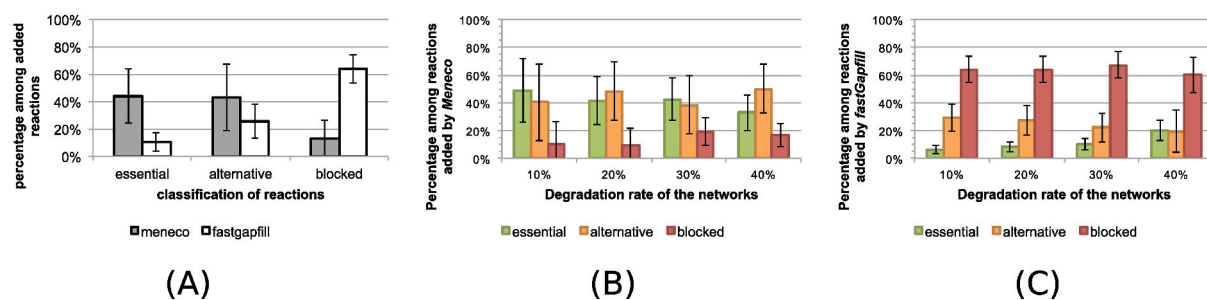 percentage among added
reactions
100%
80%
60%
40%
20%
0%
essential alternative blocked
classification of reactions
meneco fastgapfill
(A)
Percentage among reactions
added by Meneco
100%
80%
60%
40%
20%
0%
10% 20% 30% 40%
Degradation rate of the networks
essential alternative blocked
(B)
Percentage among reactions
added by fastGapfill
100%
80%
60%
40%
20%
0%
10% 20% 30% 40%
Degradation rate of the networks
essential alternative blocked
(C)